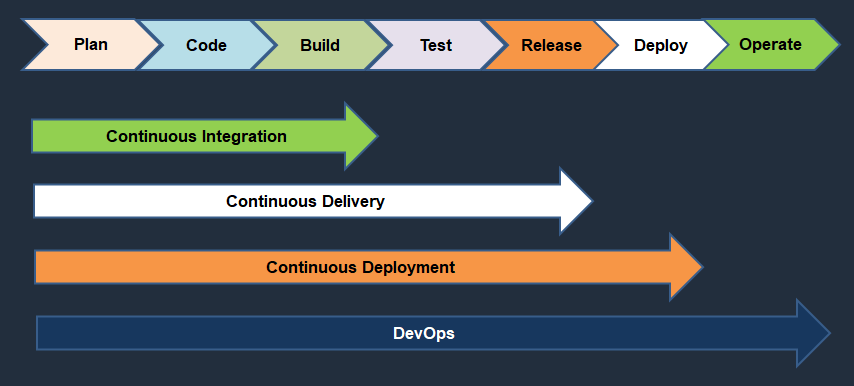 Plan
Code
Build
Test
Release
Deploy
Operate
Continuous Integration
Continuous Delivery
Continuous Deployment
DevOps